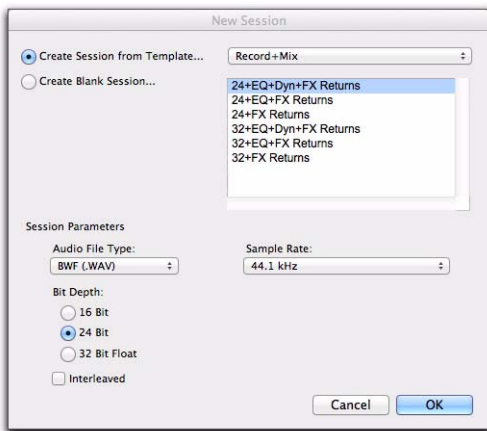 New Session
Create Session from Template...
Record+Mix
Create Blank Session...
24+EQ+Dyn+FX Returns
24+EQ+FX Returns
24+FX Returns
32+EQ+Dyn+FX Returns
32+EQ+FX Returns
32+FX Returns
Session Parameters
Audio File Type:
BWF (.WAV)
Sample Rate:
44.1 kHz
Bit Depth:
16 Bit
24 Bit
32 Bit Float
Interleaved
Cancel
OK